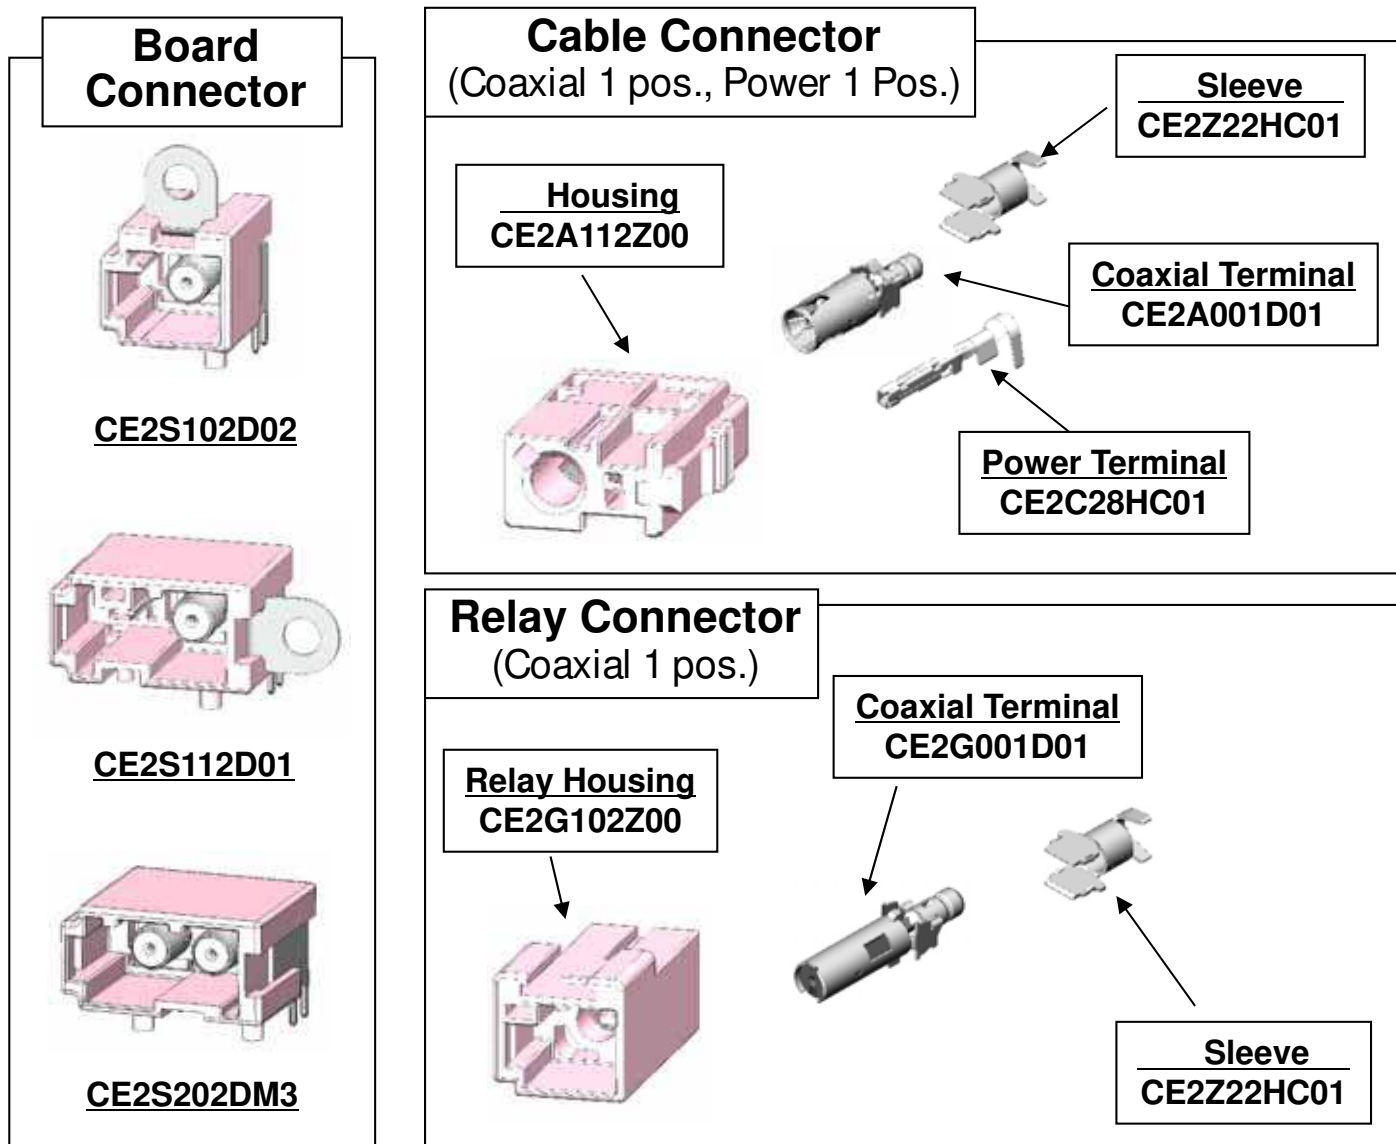 Board
Connector
CE2S102D02
CE2S112D01
CE2S202DM3
Cable Connector
(Coaxial 1 pos., Power 1 Pos.)
Housing
CE2A112Z00
Sleeve
CE2Z22HC01
Coaxial Terminal
CE2A001D01
Power Terminal
CE2C28HC01
Relay Connector
(Coaxial 1 pos.)
Relay Housing
CE2G102Z00
Coaxial Terminal
CE2G001D01
Sleeve
CE2Z22HC01